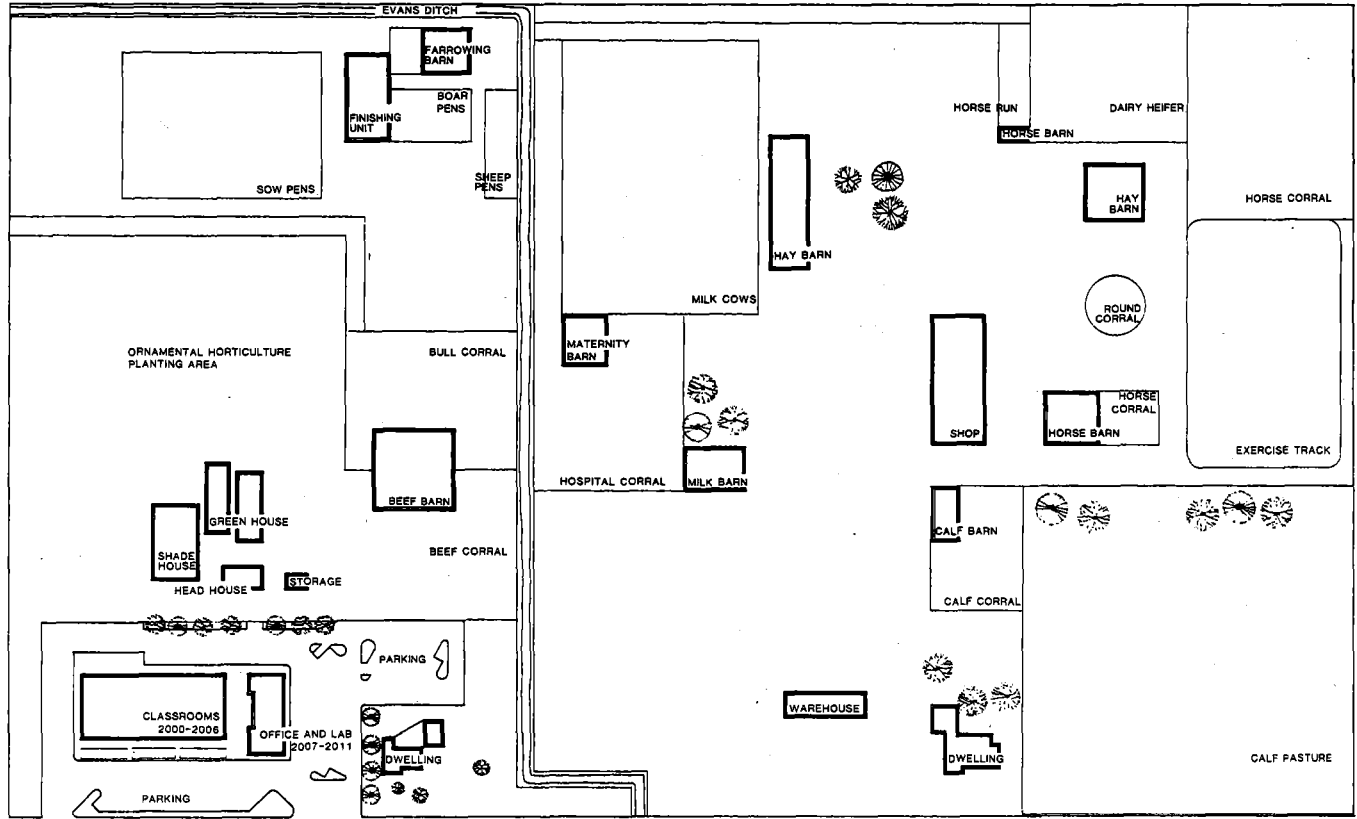 EVANS DITCH
FARROWING
BARN
BOAR
PENS
FINISHING
UNIT
SOW PENS
SHEEP
PENS
HORSE RUN
DAIRY HEIFER
HORSE BARN
HAY
BARN
HORSE CORRAL
HAY BARN
MILK COWS
ROUND
CORRAL
MATERNITY
BARN
ORNAMENTAL HORTICULTURE
PLANTING AREA
BULL CORRAL
HORSE
CORRAL
SHOP
HORSE BARN
EXERCISE TRACK
HOSPITAL CORRAL
MILK BARN
BEEF BARN
GREEN HOUSE
CALF BARN
BEEF CORRAL
SHADE
HOUSE
HEAD HOUSE
STORAGE
CALF CORRAL
PARKING
WAREHOUSE
CLASSROOMS
2000-2006
OFFICE AND LAB
2007-2011
DWELLING
DWELLING
CALF PASTURE
PARKING